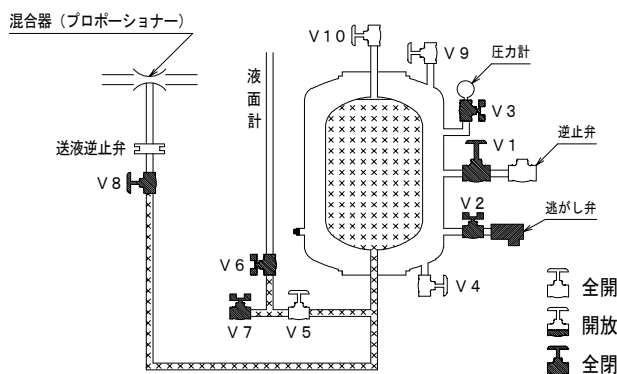 混合器（プロポーショナー）
V10
V9
圧力計
液面計
V3
V1
逆止弁
送液逆止弁
V8
V2
逃がし弁
V6
V4
V7
V5
全開
開放
全閉